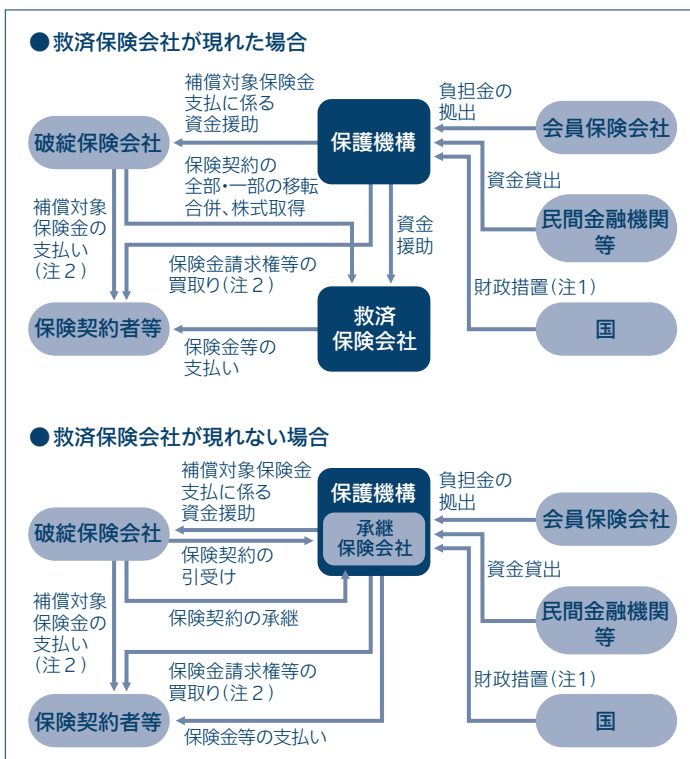 ●救済保険会社が現れた場合
補償対象保険金
支払に係る
資金援助
負担金の
拠出
破綻保険会社
保護機構
会員保険会社
保険契約の
全部・一部の移転
合併、株式取得
資金貸出
補償対象
保険金の
支払い
(注2)
資金
援助
民間金融機関
等
保険金請求権等の
買取り(注2)
財政措置(注1)
保険契約者等
救済
保険会社
国
保険金等の
支払い
●救済保険会社が現れない場合
補償対象保険金
支払に係る
資金援助
負担金の
拠出
保護機構
破綻保険会社
承継
保険会社
会員保険会社
保険契約の
引受け
資金貸出
補償対象
保険金の
支払い
(注2)
保険契約の承継
民間金融機関
等
保険金請求権等の
買取り(注2)
財政措置(注1)
保険契約者等
国
保険金等の支払い